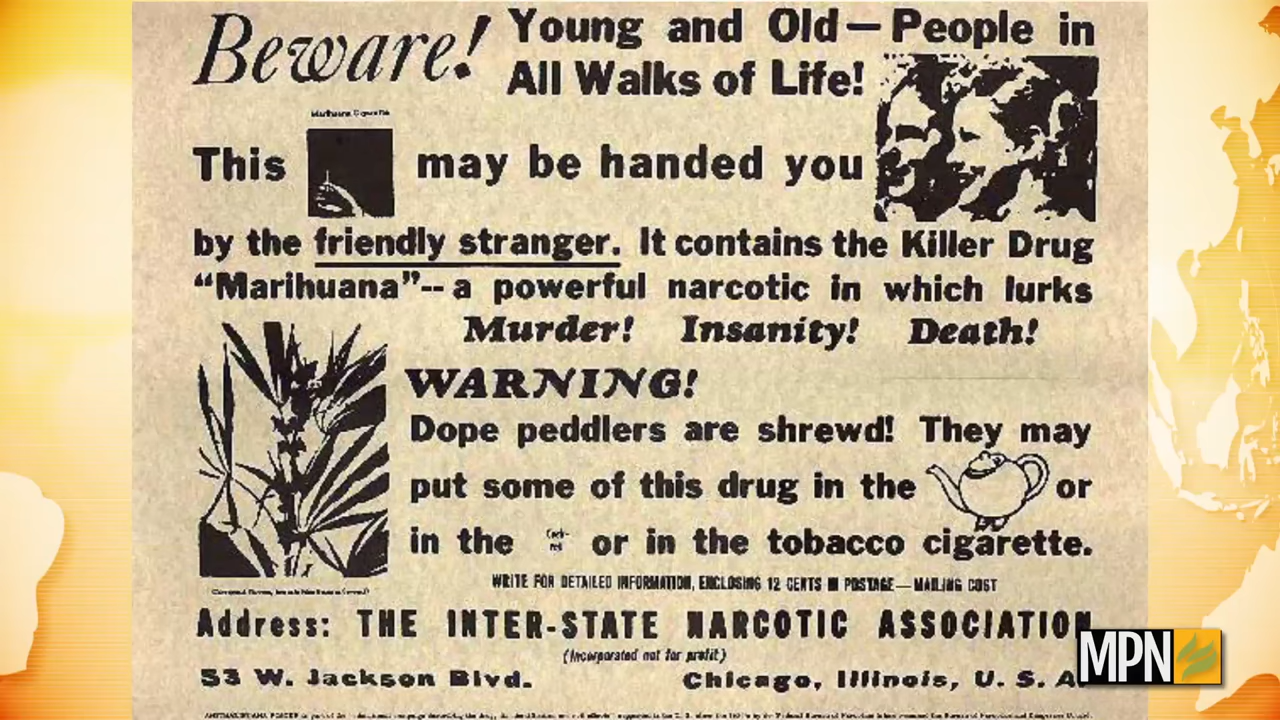 Beware! Young and Old—People in
All Walks of Life!
Marihuana Cigarette
This may be handed you
by the friendly stranger. It contains the Killer Drug
"Marihuana"-- a powerful narcotic in which lurks
Murder! Insanity! Death!
WARNING!
Dope peddlers are shrewd! They may
put some of this drug in the or
in the or in the tobacco cigarette.
WRITE FOR DETAILED INFORMATION, ENCLOSING 12 CENTS IN POSTAGE—MAILING COST
Address: THE INTER-STATE NARCOTIC ASSOCIATION
(Incorporated not for profit)
53 W. Jackson Blvd. Chicago, Illinois, U. S. A.
MPN